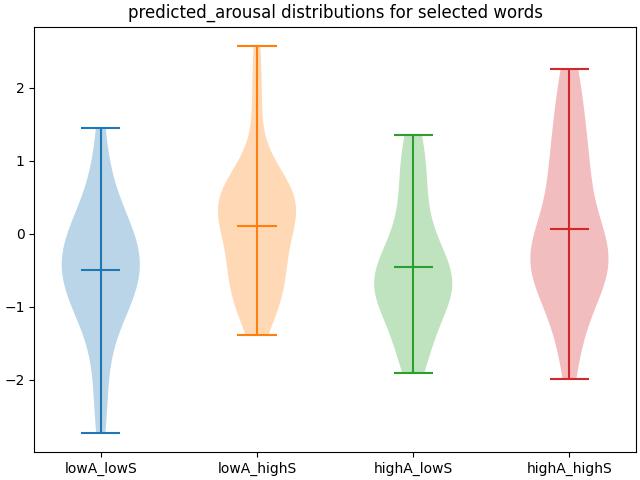 predicted_arousal distributions for selected words
2
1
0
−1
−2
lowA_lowS
lowA_highS
highA_lowS
highA_highS